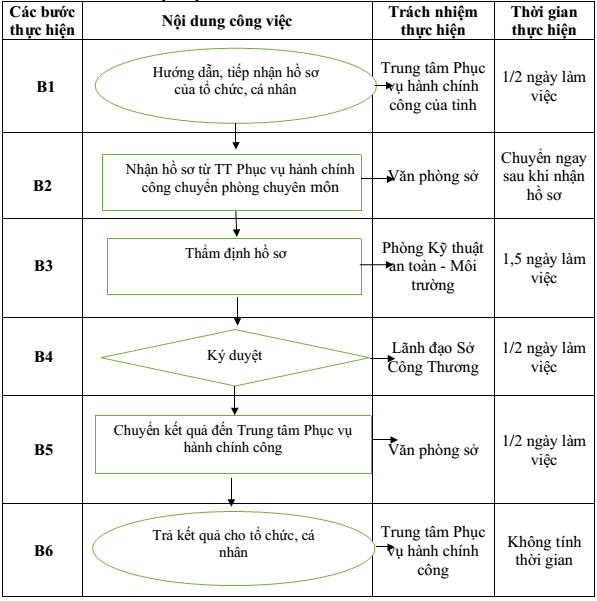 Các bước
thực hiện
Nội dung công việc
Trách nhiệm
thực hiện
Thời gian
thực hiện
B1
Hướng dẫn, tiếp nhận hồ sơ
của tổ chức, cá nhân
Trung tâm Phục
vụ hành chính
công của tỉnh
1/2 ngày làm
việc
B2
Nhận hồ sơ từ TT Phục vụ hành chính
công chuyển phòng chuyên môn
Văn phòng sở
Chuyển ngay
sau khi nhận
hồ sơ
B3
Thẩm định hồ sơ
Phòng Kỹ thuật
an toàn - Môi
trường
1,5 ngày làm
việc
B4
Ký duyệt
Lãnh đạo Sở
Công Thương
1/2 ngày làm
việc
B5
Chuyển kết quả đến Trung tâm Phục vụ
hành chính công
Văn phòng sở
1/2 ngày làm
việc
B6
Trả kết quả cho tổ chức, cá
nhân
Trung tâm Phục
vụ hành chính
công
Không tính
thời gian